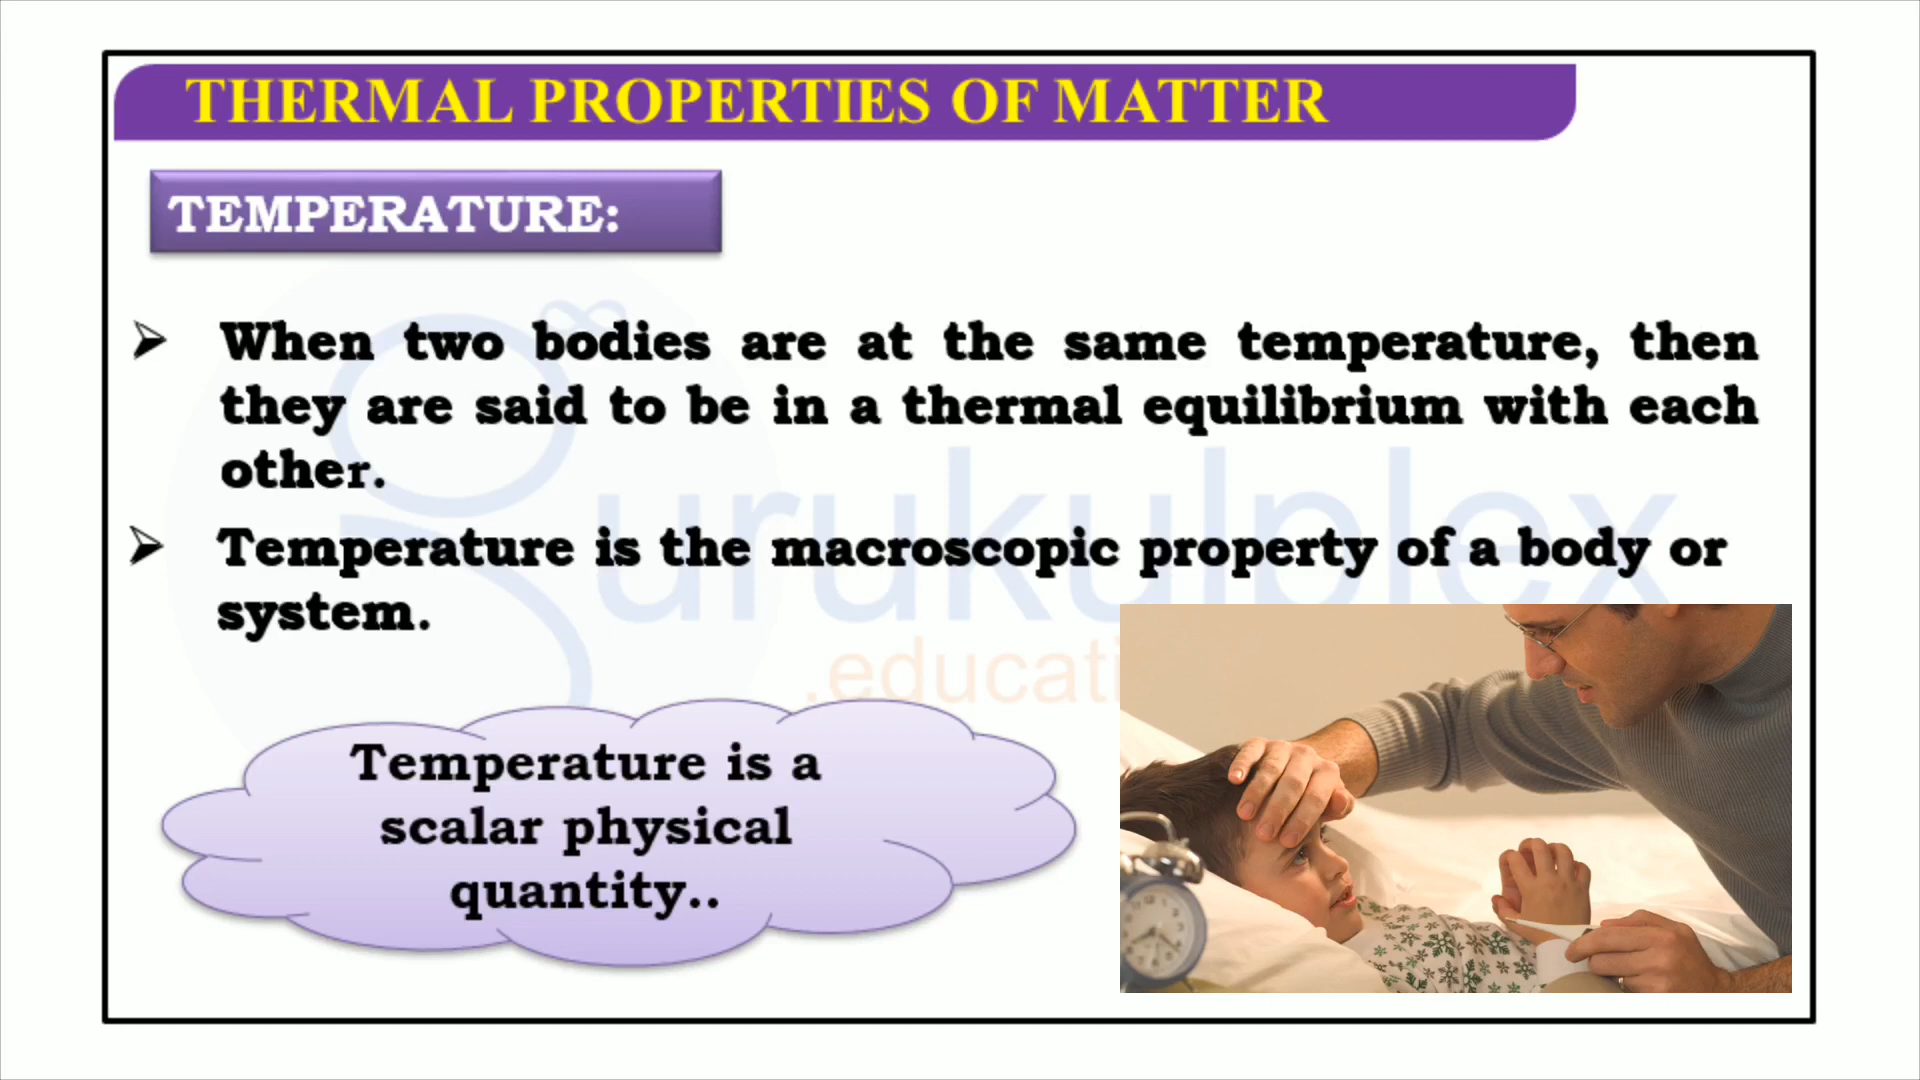 THERMAL PROPERTIES OF MATTER
TEMPERATURE:
When two bodies are at the same temperature, then
they are said to be in a thermal equilibrium with each
other.
Temperature is the macroscopic property of a body or
system.
urukulplex
.educati
Temperature is a
scalar physical
quantity..